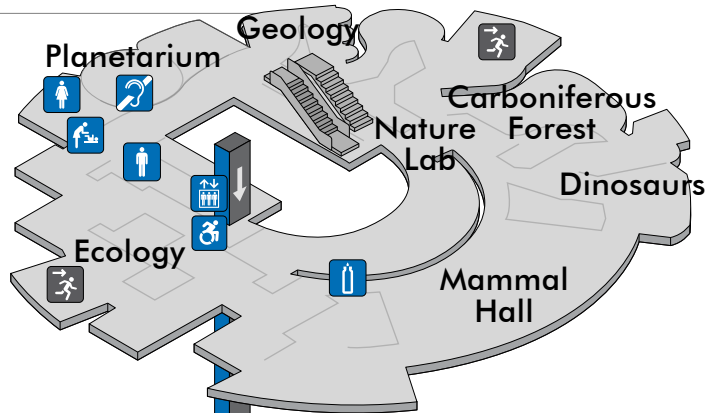 Geology
Planetarium
Carboniferous
Forest
Nature
Lab
Dinosaurs
Ecology
Mammal
Hall